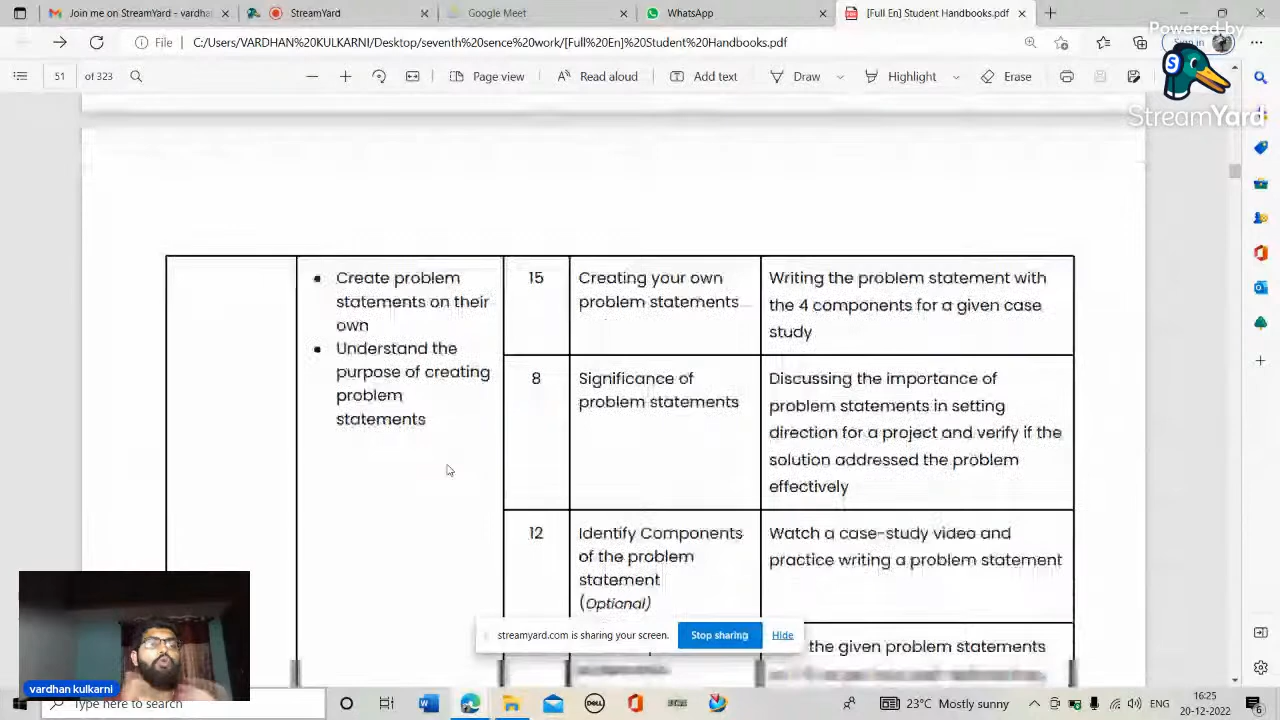 Join meeting on StreamYard - vardhan
StreamYard
Google Meet
WhatsApp
[Full En] Student Handbooks.pdf
Powered by
StreamYard
File
C:/Users/VARDHAN%20KULKARNI/Desktop/seventh
Work/[Full%20En]%20Student%20Handbooks.pdf
Sign in
51 of 323
Page view
Read aloud
Add text
Draw
Highlight
Erase
Create problem
statements on their
own
Understand the
purpose of creating
problem
statements
15
Creating your own
problem statements
Writing the problem statement with
the 4 components for a given case
study
8
Significance of
problem statements
Discussing the importance of
problem statements in setting
direction for a project and verify if the
solution addressed the problem
effectively
12
Identify Components
of the problem
statement
(Optional)
Watch a case-study video and
practice writing a problem statement
the given problem statements
streamyard.com is sharing your screen.
Stop sharing
Hide
vardhan kulkarni
Type here to search
DELL
23°C Mostly sunny
ENG
16:25
20-12-2022
6